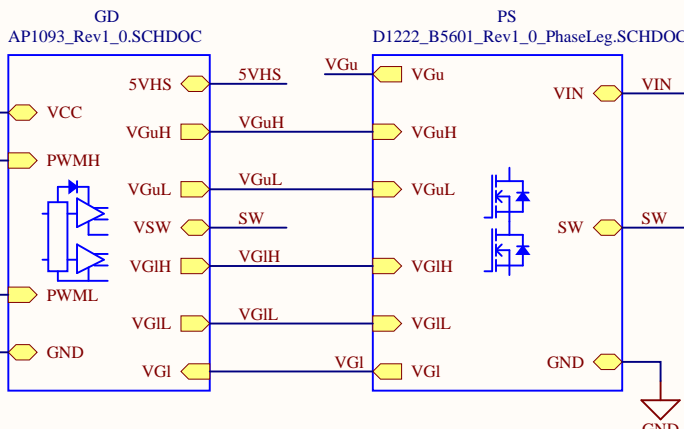 GD
AP1093_Rev1_0.SCHDOC
PS
D1222_B5601_Rev1_0_PhaseLeg.SCHDOC
5VHS
5VHS
VGu
VGu
VIN
VIN
VCC
VGuH
VGuH
VGuH
PWMH
VGuL
VGuL
VGuL
VSW
SW
SW
SW
VGlH
VGlH
VGlH
PWML
VGlL
VGlL
VGlL
GND
VGl
VGl
VGl
GND
GND